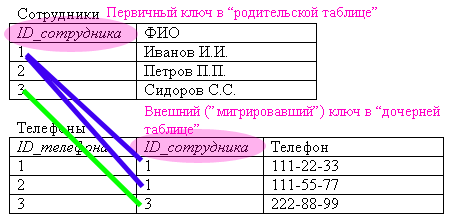 Сотрудники Первичный ключ в “родительской таблице”
ID_сотрудника ФИО
1 Иванов И.И.
2 Петров П.П.
3 Сидоров С.С.
Внешний (”мигрировавший”) ключ в “дочерней
Телефоны таблице”
ID_телефона ID_сотрудника Телефон
1 1 111-22-33
2 1 111-55-77
3 3 222-88-99